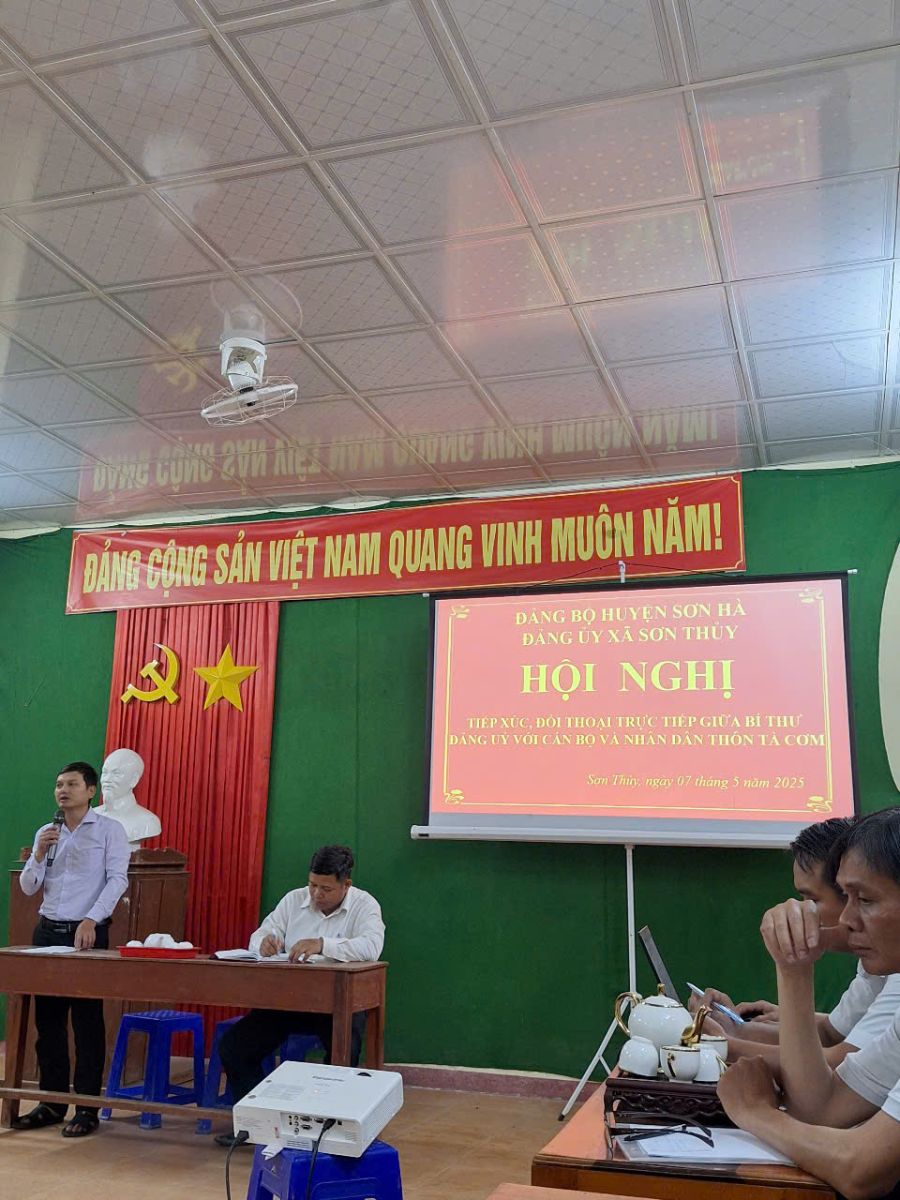 ĐẢNG CỘNG SẢN VIỆT NAM QUANG VINH MUÔN NĂM!
ĐẢNG BỘ HUYỆN SƠN HÀ
ĐẢNG ỦY XÃ SƠN THỦY
HỘI NGHỊ
TIẾP XÚC, ĐỐI THOẠI TRỰC TIẾP GIỮA BÍ THƯ
ĐẢNG UỶ VỚI CÁN BỘ VÀ NHÂN DÂN THÔN TÀ CƠM
Sơn Thủy, ngày 07 tháng 5 năm 2025